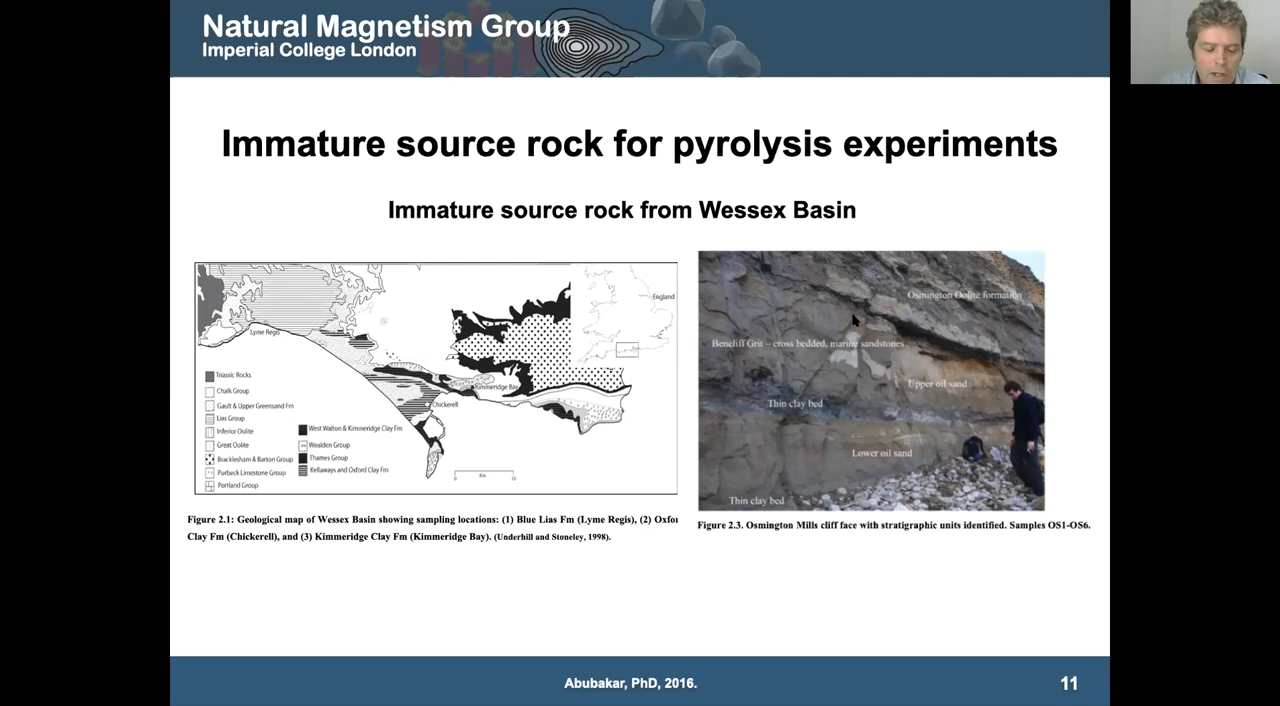 Natural Magnetism Group
Imperial College London
Immature source rock for pyrolysis experiments
Immature source rock from Wessex Basin
England
Lyme Regis
Kimmeridge Bay
Chickerell
Triassic Rocks
Chalk Group
Gault & Upper Greensand Fm
Lias Group
Inferior Oolite
Great Oolite
Bracklesham & Barton Group
Purbeck Limestone Group
Portland Group
West Walton & Kimmeridge Clay Fm
Wealden Group
Thames Group
Kellaways and Oxford Clay Fm
Km
0
10
Osmington Oolite formation
Bencliff Grit – cross bedded, marine sandstones
Upper oil sand
Thin clay bed
Lower oil sand
Thin clay bed
Figure 2.1: Geological map of Wessex Basin showing sampling locations: (1) Blue Lias Fm (Lyme Regis), (2) Oxfo
Clay Fm (Chickerell), and (3) Kimmeridge Clay Fm (Kimmeridge Bay). (Underhill and Stoneley, 1998).
Figure 2.3. Osmington Mills cliff face with stratigraphic units identified. Samples OS1-OS6.
Abubakar, PhD, 2016.
11